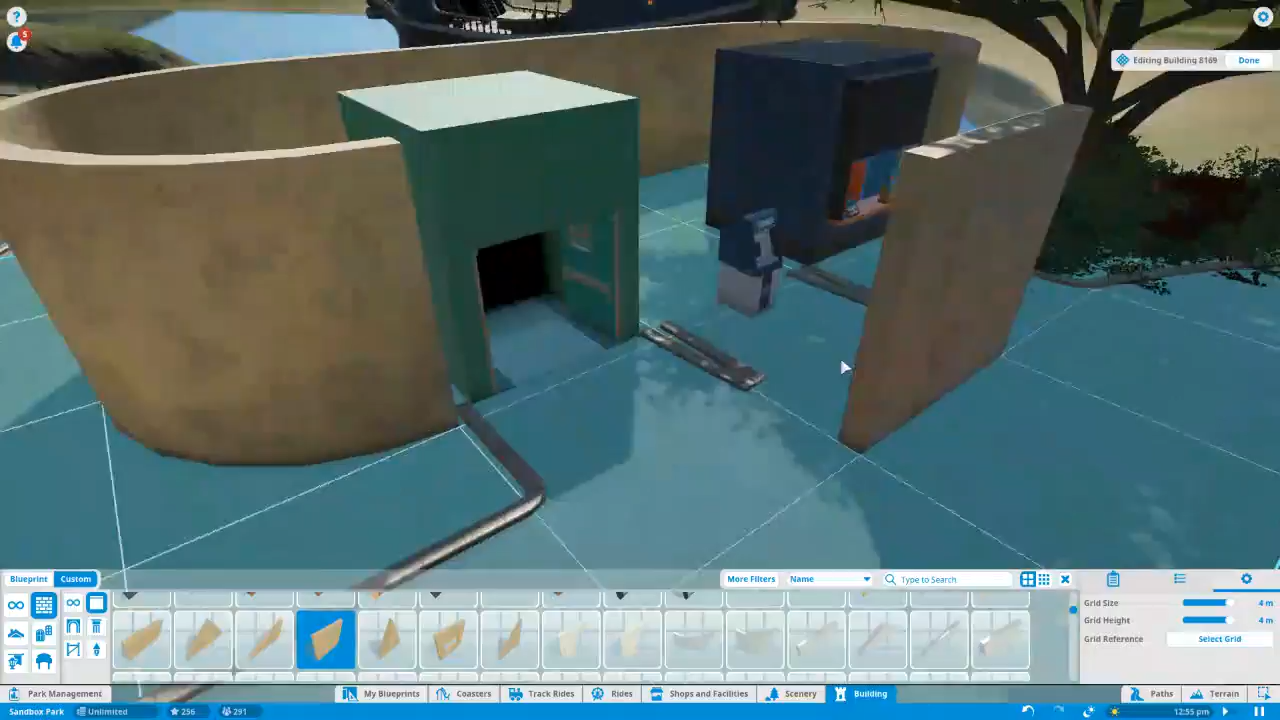 ?
5
Editing Building 8169 Done
Blueprint Custom More Filters Name Type to Search
Grid Size 4 m
Grid Height 4 m
Grid Reference Select Grid
Park Management My Blueprints Coasters Track Rides Rides Shops and Facilities Scenery Building Paths Terrain
Sandbox Park Unlimited 256 291 12:55 pm